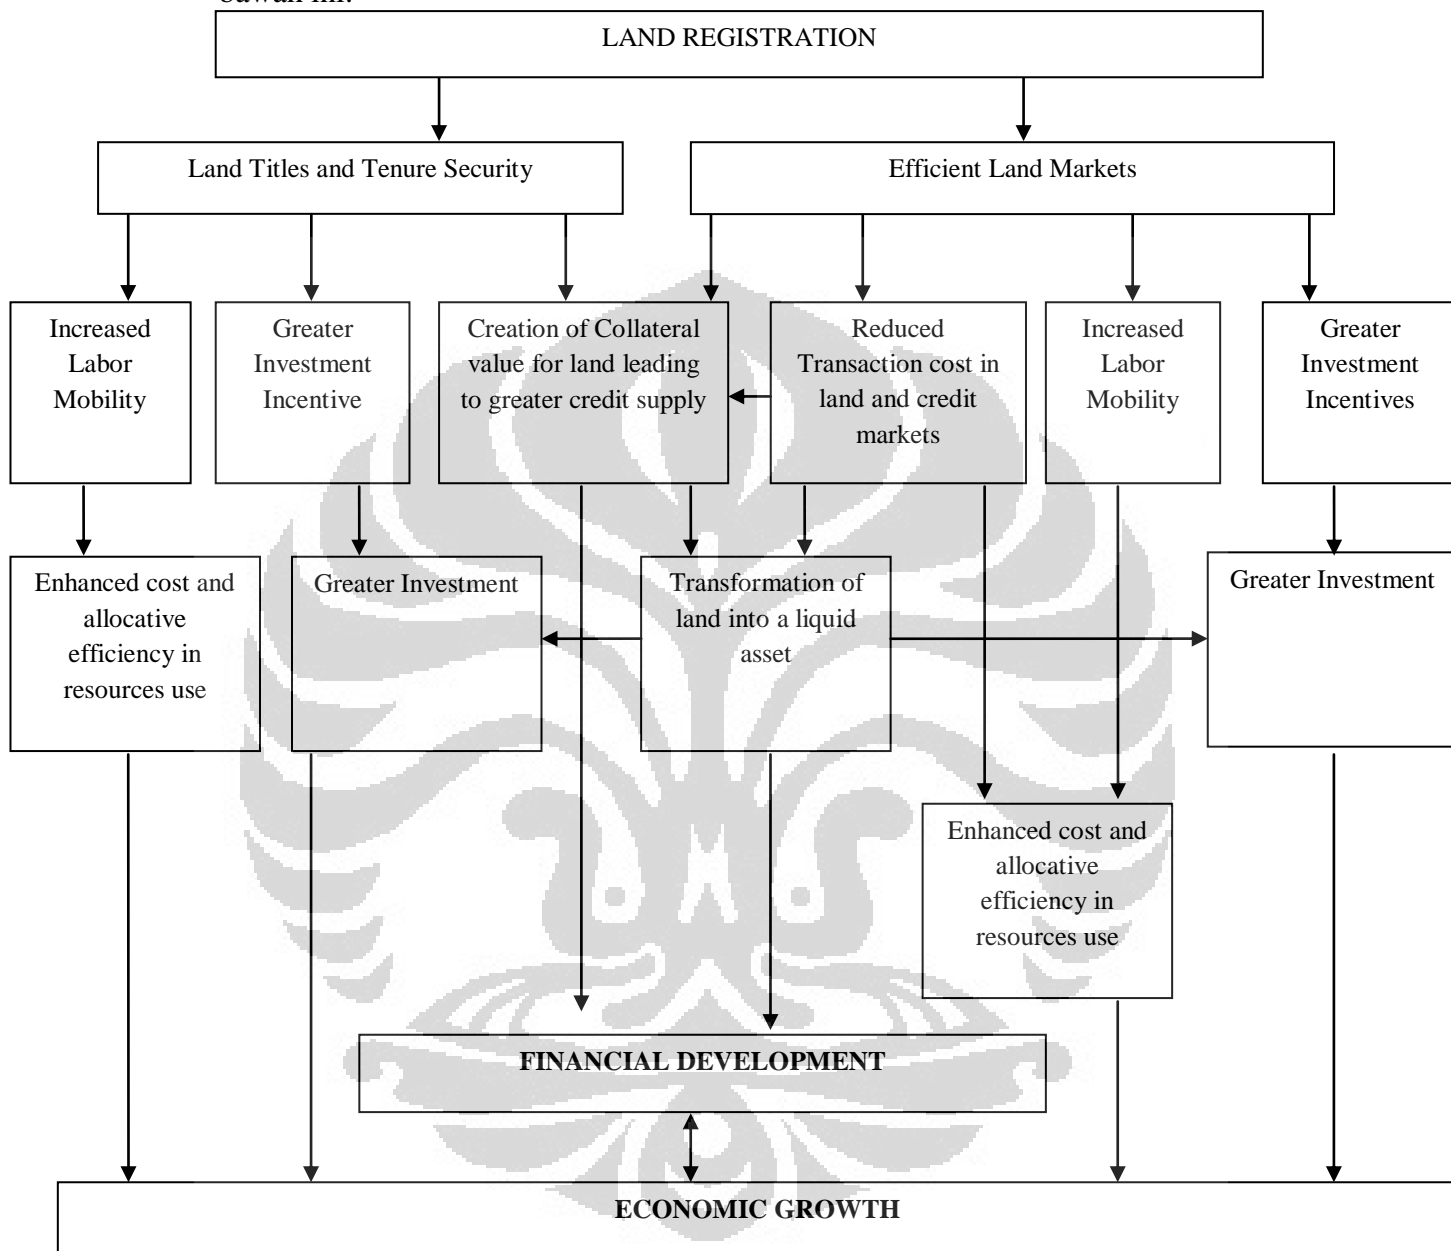 LAND REGISTRATION
Land Titles and Tenure Security
Efficient Land Markets
Increased
Labor
Mobility
Greater
Investment
Incentive
Creation of Collateral
value for land leading
to greater credit supply
Reduced
Transaction cost in
land and credit
markets
Increased
Labor
Mobility
Greater
Investment
Incentives
Enhanced cost and
allocative
efficiency in
resources use
Greater Investment
Transformation of
land into a liquid
asset
Greater Investment
Enhanced cost and
allocative
efficiency in
resources use
FINANCIAL DEVELOPMENT
ECONOMIC GROWTH